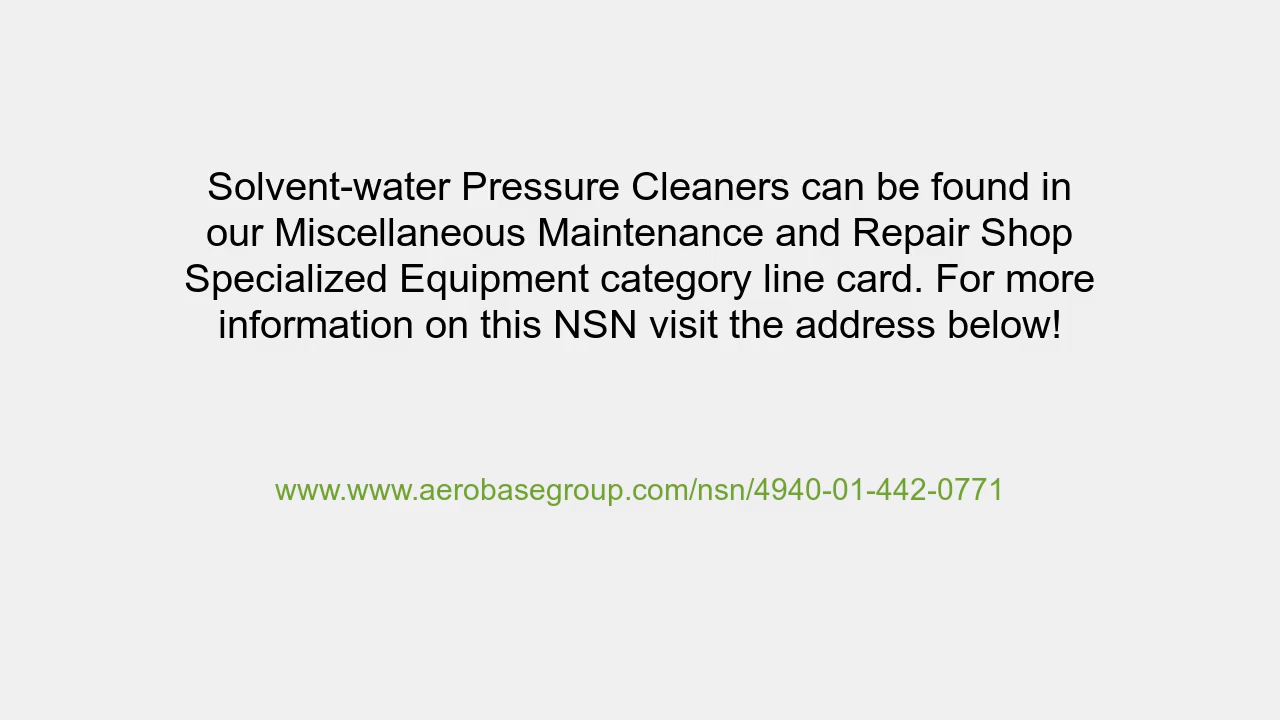 Solvent-water Pressure Cleaners can be found in
our Miscellaneous Maintenance and Repair Shop
Specialized Equipment category line card. For more
information on this NSN visit the address below!
www.www.aerobasegroup.com/nsn/4940-01-442-0771